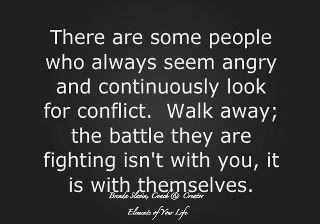 There are some people
who always seem angry
and continuously look
for conflict.  Walk away;
the battle they are
fighting isn't with you, it
is with themselves.
Brenda Slavin, Coach & Creator
Elements of Your Life